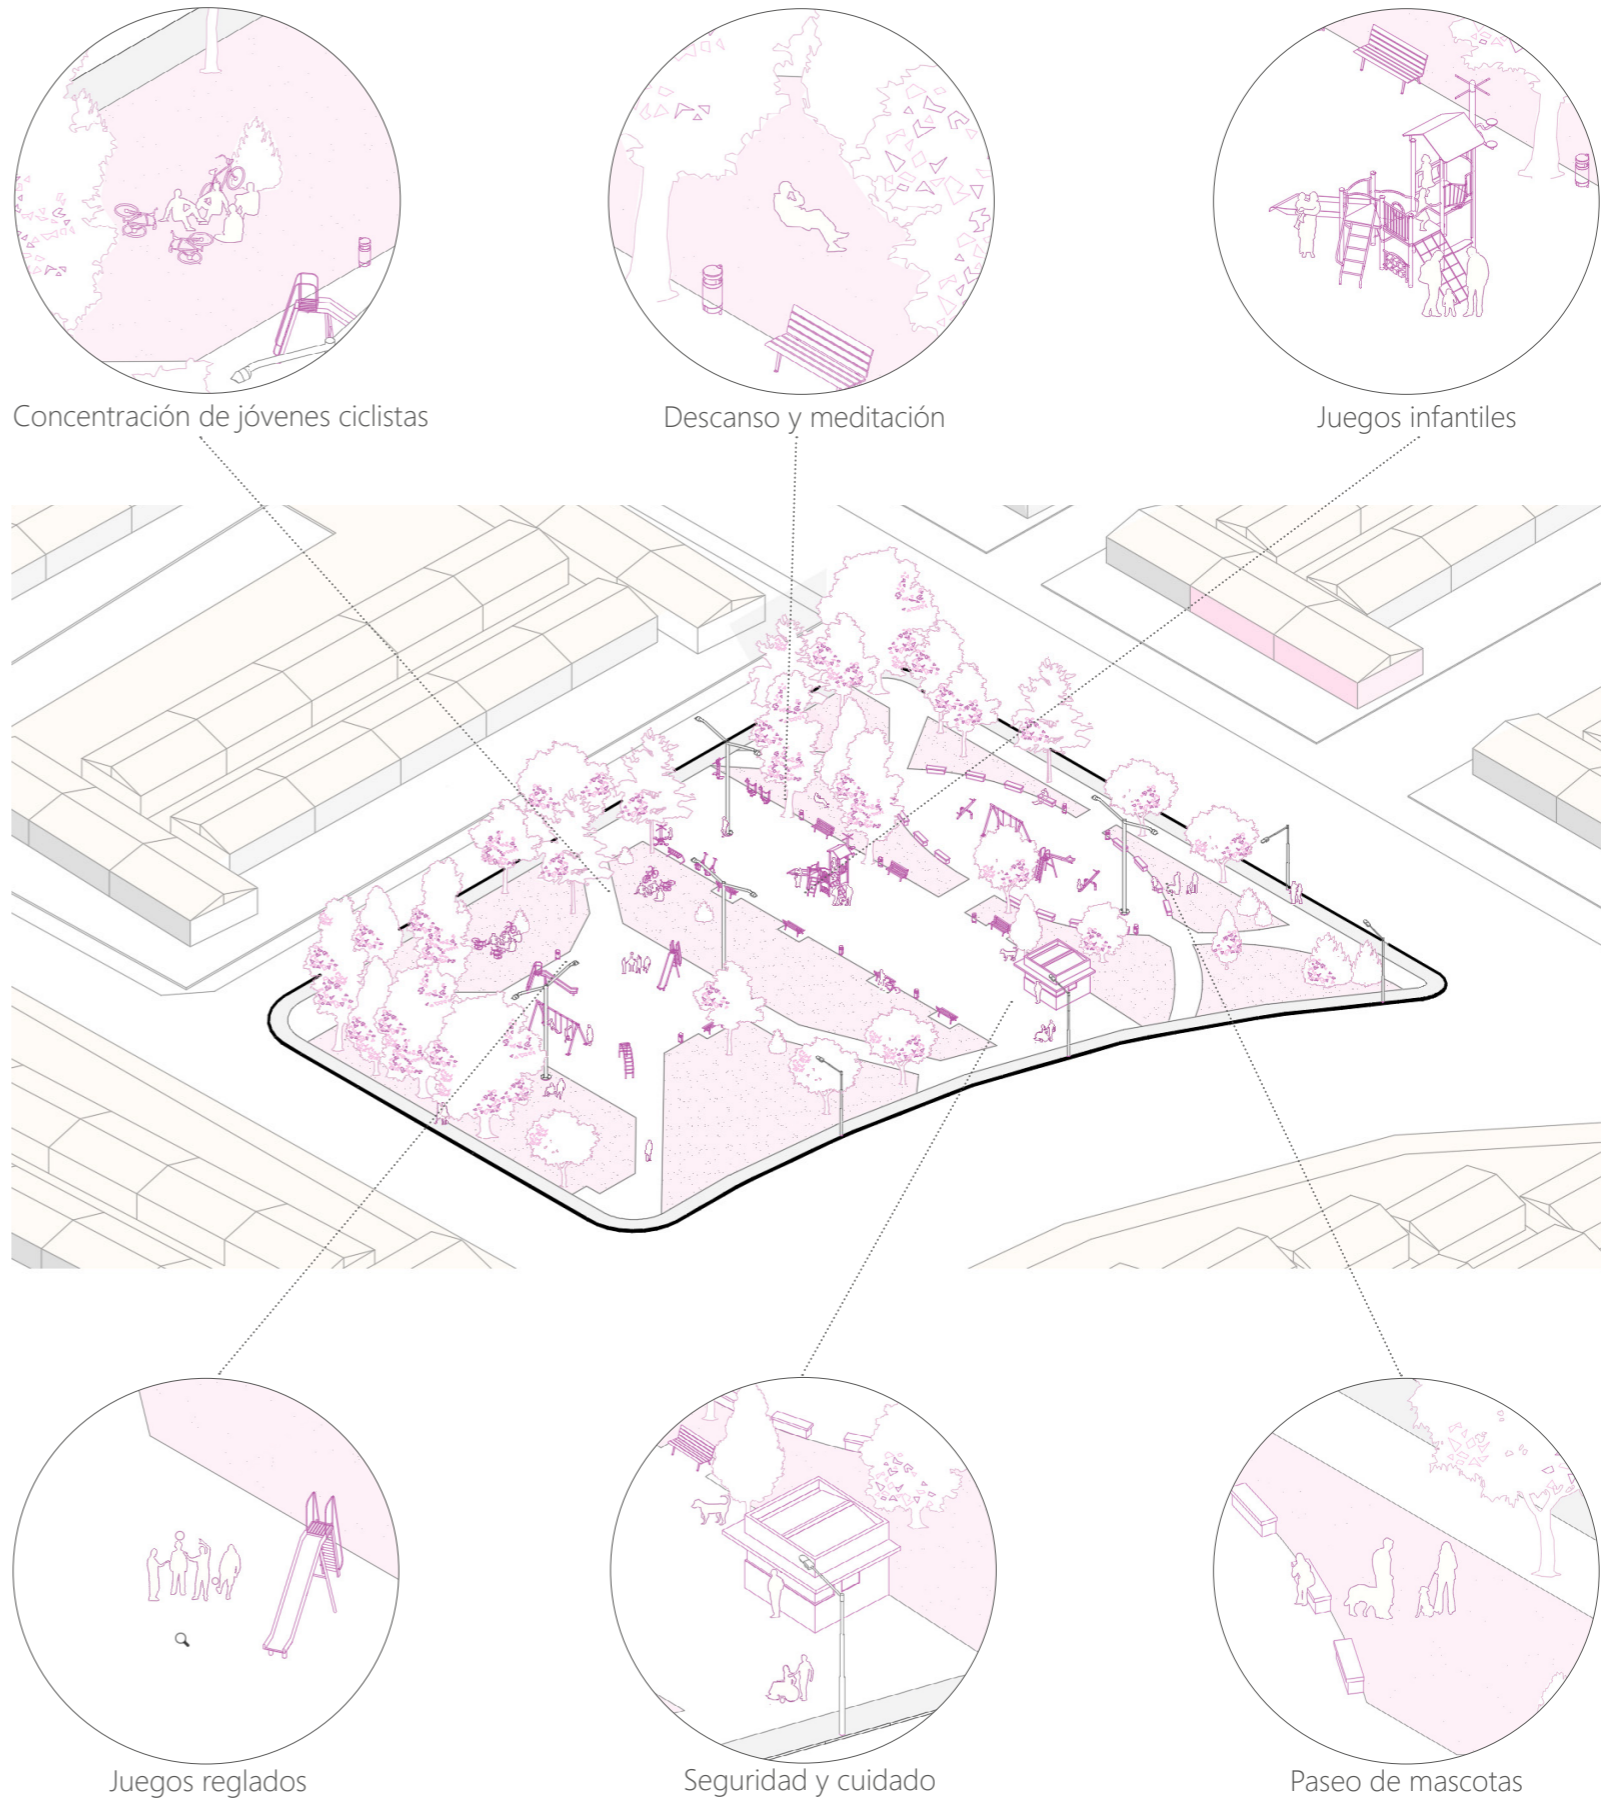 Concentración de jóvenes ciclistas
Descanso y meditación
Juegos infantiles
Juegos reglados
Seguridad y cuidado
Paseo de mascotas